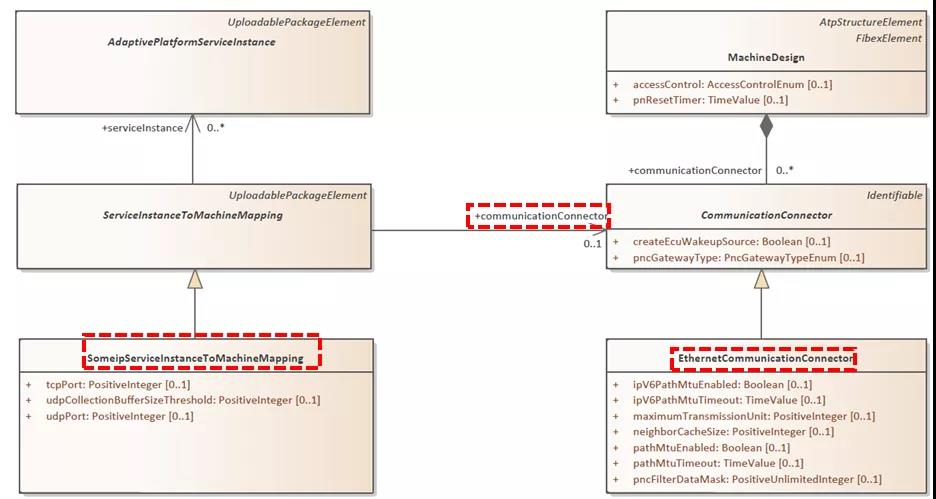 UploadablePackageElement
AdaptivePlatformServiceInstance
+serviceInstance
0..*
UploadablePackageElement
ServiceInstanceToMachineMapping
SomeipServiceInstanceToMachineMapping
+ tcpPort: PositiveInteger [0..1]
+ udpCollectionBufferSizeThreshold: PositiveInteger [0..1]
+ udpPort: PositiveInteger [0..1]
+communicationConnector
0..1
AtpStructureElement
FibexElement
MachineDesign
+ accessControl: AccessControlEnum [0..1]
+ pnResetTimer: TimeValue [0..1]
+communicationConnector
0..*
Identifiable
CommunicationConnector
+ createEcuWakeupSource: Boolean [0..1]
+ pncGatewayType: PncGatewayTypeEnum [0..1]
EthernetCommunicationConnector
+ ipV6PathMtuEnabled: Boolean [0..1]
+ ipV6PathMtuTimeout: TimeValue [0..1]
+ maximumTransmissionUnit: PositiveInteger [0..1]
+ neighborCacheSize: PositiveInteger [0..1]
+ pathMtuEnabled: Boolean [0..1]
+ pathMtuTimeout: TimeValue [0..1]
+ pncFilterDataMask: PositiveUnlimitedInteger [0..1]